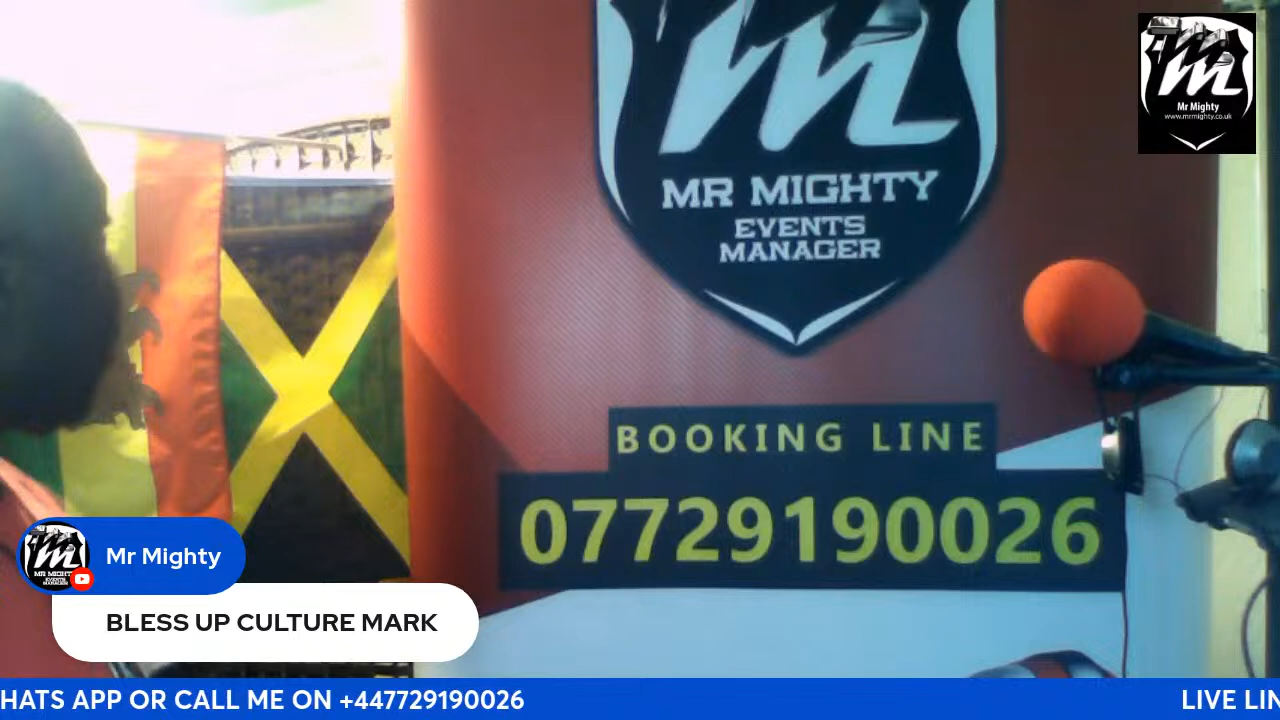 Mr Mighty
www.mrmighty.co.uk
MR MIGHTY
EVENTS
MANAGER
BOOKING LINE
07729190026
Mr Mighty
BLESS UP CULTURE MARK
HATS APP OR CALL ME ON +447729190026
LIVE LIN